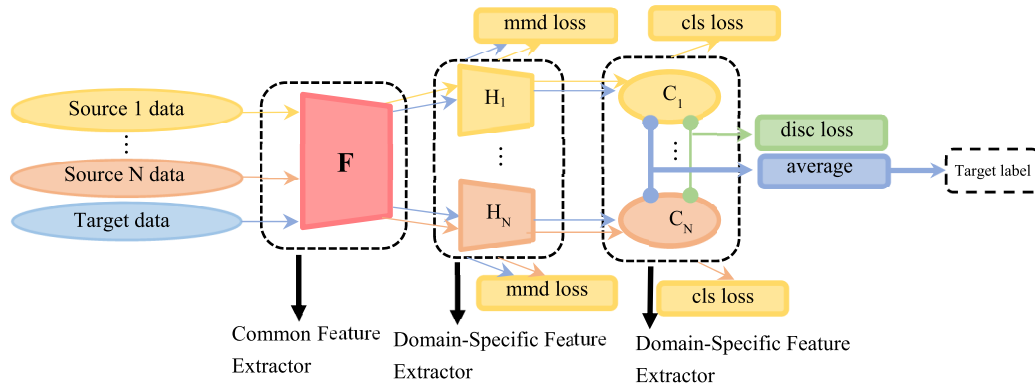 mmd loss
cls loss
Source 1 data
H1
C1
disc loss
F
average
Target label
Source N data
Target data
HN
CN
mmd loss
cls loss
Common Feature
Extractor
Domain-Specific Feature
Extractor
Domain-Specific Feature
Extractor